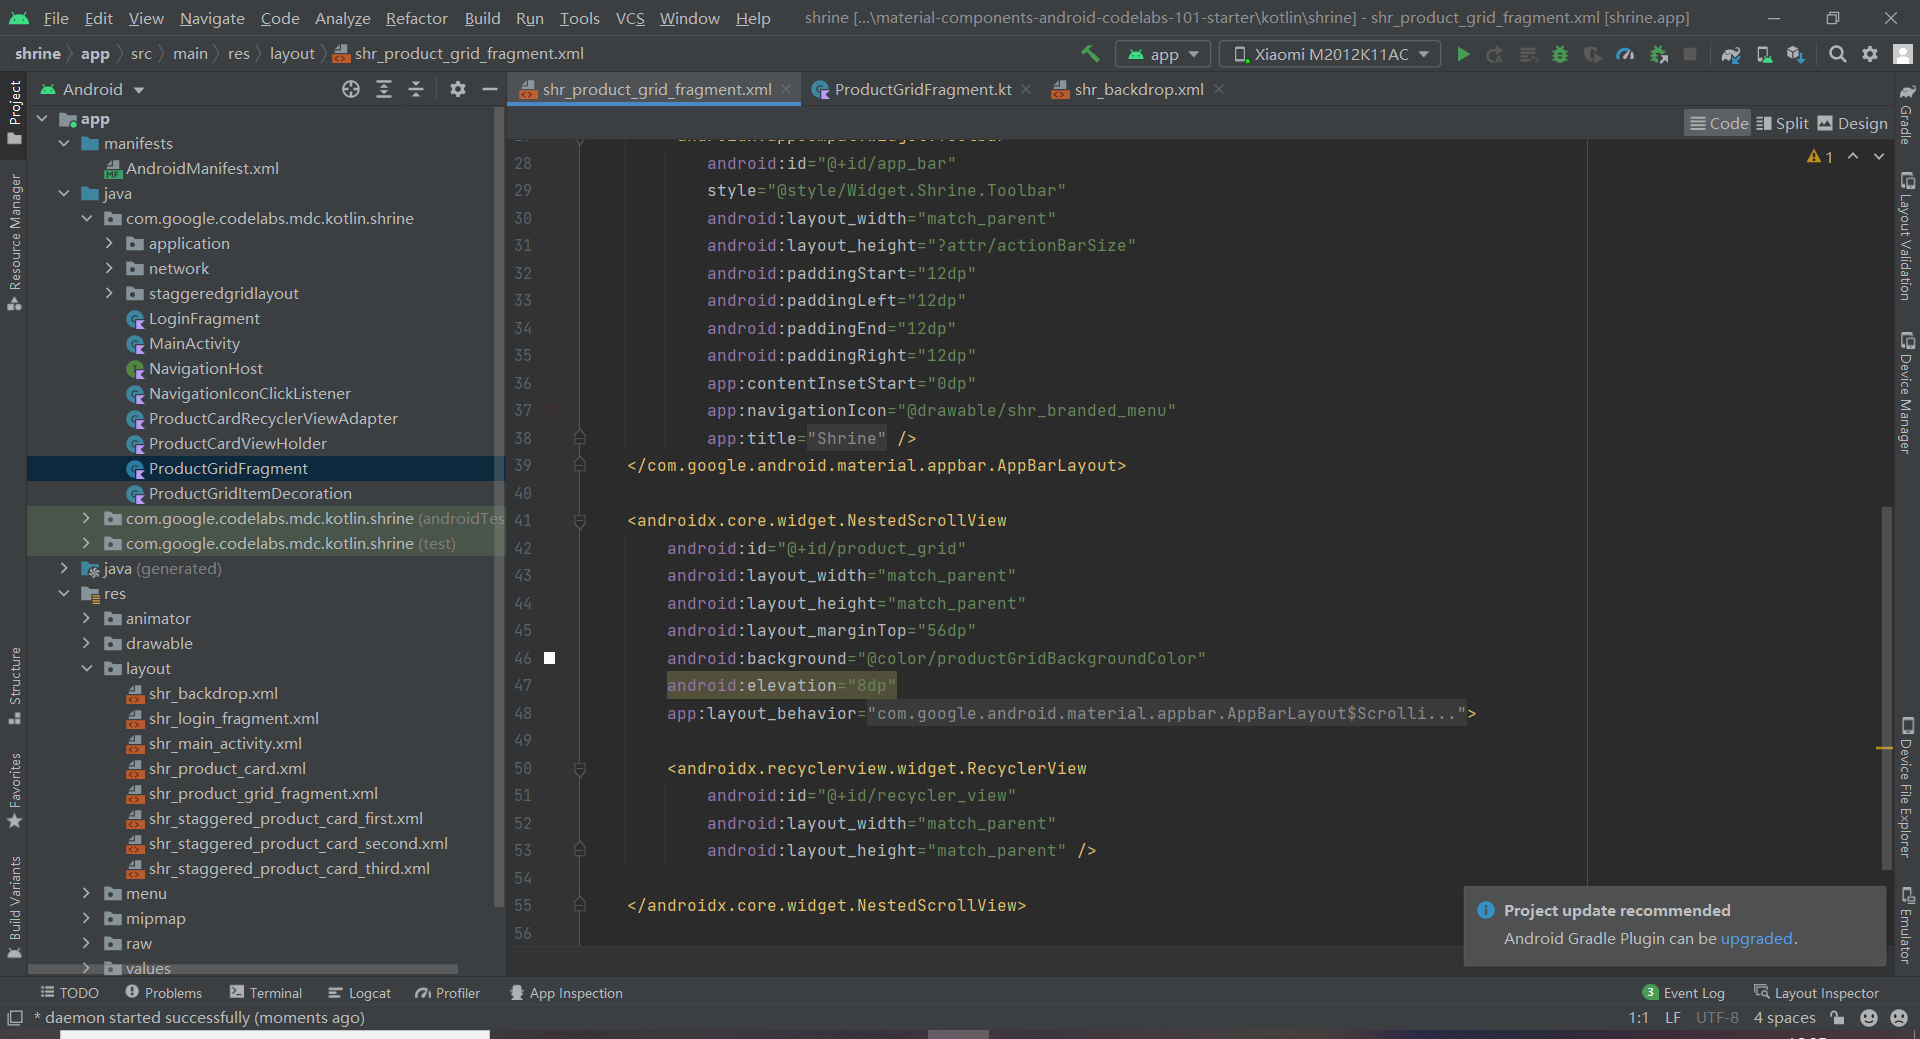 File Edit View Navigate Code Analyze Refactor Build Run Tools VCS Window Help shrine [...\material-components-android-codelabs-101-starter\kotlin\shrine] - shr_product_grid_fragment.xml [shrine.app]
shrine app src main res layout shr_product_grid_fragment.xml app Xiaomi M2012K11AC
Android shr_product_grid_fragment.xml ProductGridFragment.kt shr_backdrop.xml
Code Split Design
1
Project
Resource Manager
Structure
Favorites
Build Variants
app
manifests
AndroidManifest.xml
java
com.google.codelabs.mdc.kotlin.shrine
application
network
staggeredgridlayout
LoginFragment
MainActivity
NavigationHost
NavigationIconClickListener
ProductCardRecyclerViewAdapter
ProductCardViewHolder
ProductGridFragment
ProductGridItemDecoration
com.google.codelabs.mdc.kotlin.shrine (androidTes
com.google.codelabs.mdc.kotlin.shrine (test)
java (generated)
res
animator
drawable
layout
shr_backdrop.xml
shr_login_fragment.xml
shr_main_activity.xml
shr_product_card.xml
shr_product_grid_fragment.xml
shr_staggered_product_card_first.xml
shr_staggered_product_card_second.xml
shr_staggered_product_card_third.xml
menu
mipmap
raw
values
28 android:id="@+id/app_bar"
29 style="@style/Widget.Shrine.Toolbar"
30 android:layout_width="match_parent"
31 android:layout_height="?attr/actionBarSize"
32 android:paddingStart="12dp"
33 android:paddingLeft="12dp"
34 android:paddingEnd="12dp"
35 android:paddingRight="12dp"
36 app:contentInsetStart="0dp"
37 app:navigationIcon="@drawable/shr_branded_menu"
38 app:title="Shrine" />
39 </com.google.android.material.appbar.AppBarLayout>
40
41 <androidx.core.widget.NestedScrollView
42 android:id="@+id/product_grid"
43 android:layout_width="match_parent"
44 android:layout_height="match_parent"
45 android:layout_marginTop="56dp"
46 android:background="@color/productGridBackgroundColor"
47 android:elevation="8dp"
48 app:layout_behavior="com.google.android.material.appbar.AppBarLayout$Scrolli...">
49
50 <androidx.recyclerview.widget.RecyclerView
51 android:id="@+id/recycler_view"
52 android:layout_width="match_parent"
53 android:layout_height="match_parent" />
54
55 </androidx.core.widget.NestedScrollView>
56
Gradle
Layout Validation
Device Manager
Device File Explorer
Emulator
Project update recommended
Android Gradle Plugin can be upgraded.
TODO Problems Terminal Logcat Profiler App Inspection 3 Event Log Layout Inspector
* daemon started successfully (moments ago) 1:1 LF UTF-8 4 spaces